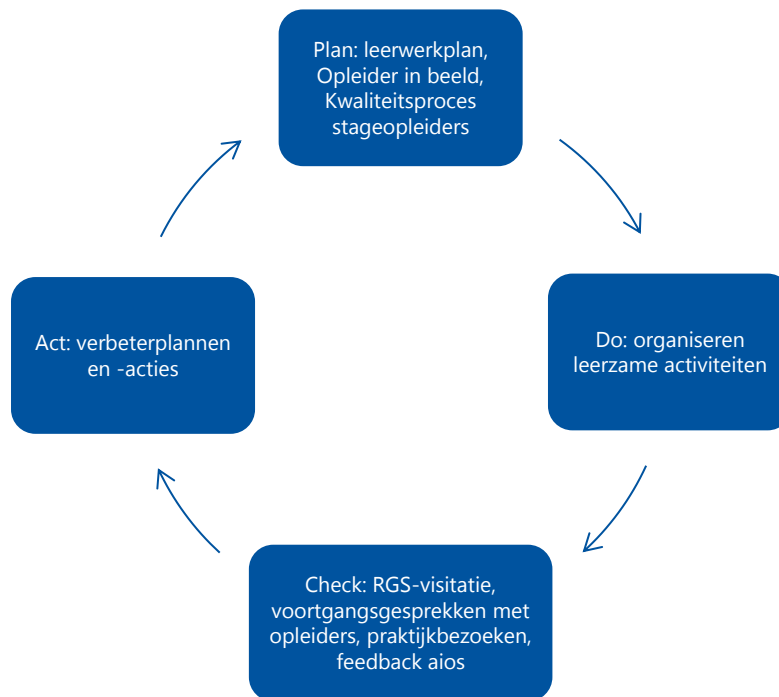 Plan: leerwerkplan,
Opleider in beeld,
Kwaliteitsproces
stageopleiders
Do: organiseren
leerzame activiteiten
Check: RGS-visitatie,
voortgangsgesprekken met
opleiders, praktijkbezoeken,
feedback aios
Act: verbeterplannen
en -acties